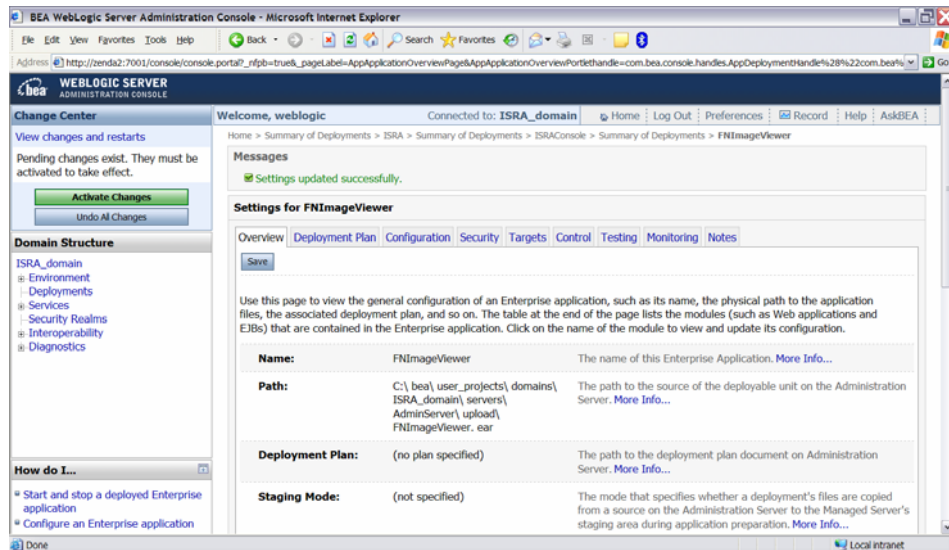 BEA WebLogic Server Administration Console - Microsoft Internet Explorer
File Edit View Favorites Tools Help
Back Search Favorites
Address http://zenda2:7001/console/console.portal?_nfpb=true&_pageLabel=AppApplicationOverviewPage&AppApplicationOverviewPortlethandle=com.bea.console.handles.AppDeploymentHandle%28%22com.bea% Go
bea WEBLOGIC SERVER
ADMINISTRATION CONSOLE
Change Center
View changes and restarts
Pending changes exist. They must be
activated to take effect.
Activate Changes
Undo All Changes
Domain Structure
ISRA_domain
Environment
Deployments
Services
Security Realms
Interoperability
Diagnostics
How do I...
Start and stop a deployed Enterprise
application
Configure an Enterprise application
Welcome, weblogic Connected to: ISRA_domain Home Log Out Preferences Record Help AskBEA
Home > Summary of Deployments > ISRA > Summary of Deployments > ISRAConsole > Summary of Deployments > FNImageViewer
Messages
Settings updated successfully.
Settings for FNImageViewer
Overview Deployment Plan Configuration Security Targets Control Testing Monitoring Notes
Save
Use this page to view the general configuration of an Enterprise application, such as its name, the physical path to the application
files, the associated deployment plan, and so on. The table at the end of the page lists the modules (such as Web applications and
EJBs) that are contained in the Enterprise application. Click on the name of the module to view and update its configuration.
Name: FNImageViewer The name of this Enterprise Application. More Info...
Path: C:\ bea\ user_projects\ domains\ The path to the source of the deployable unit on the Administration
ISRA_domain\ servers\ Server. More Info...
AdminServer\ upload\
FNImageViewer. ear
Deployment Plan: (no plan specified) The path to the deployment plan document on Administration
Server. More Info...
Staging Mode: (not specified) The mode that specifies whether a deployment's files are copied
from a source on the Administration Server to the Managed Server's
staging area during application preparation. More Info...
Done Local intranet